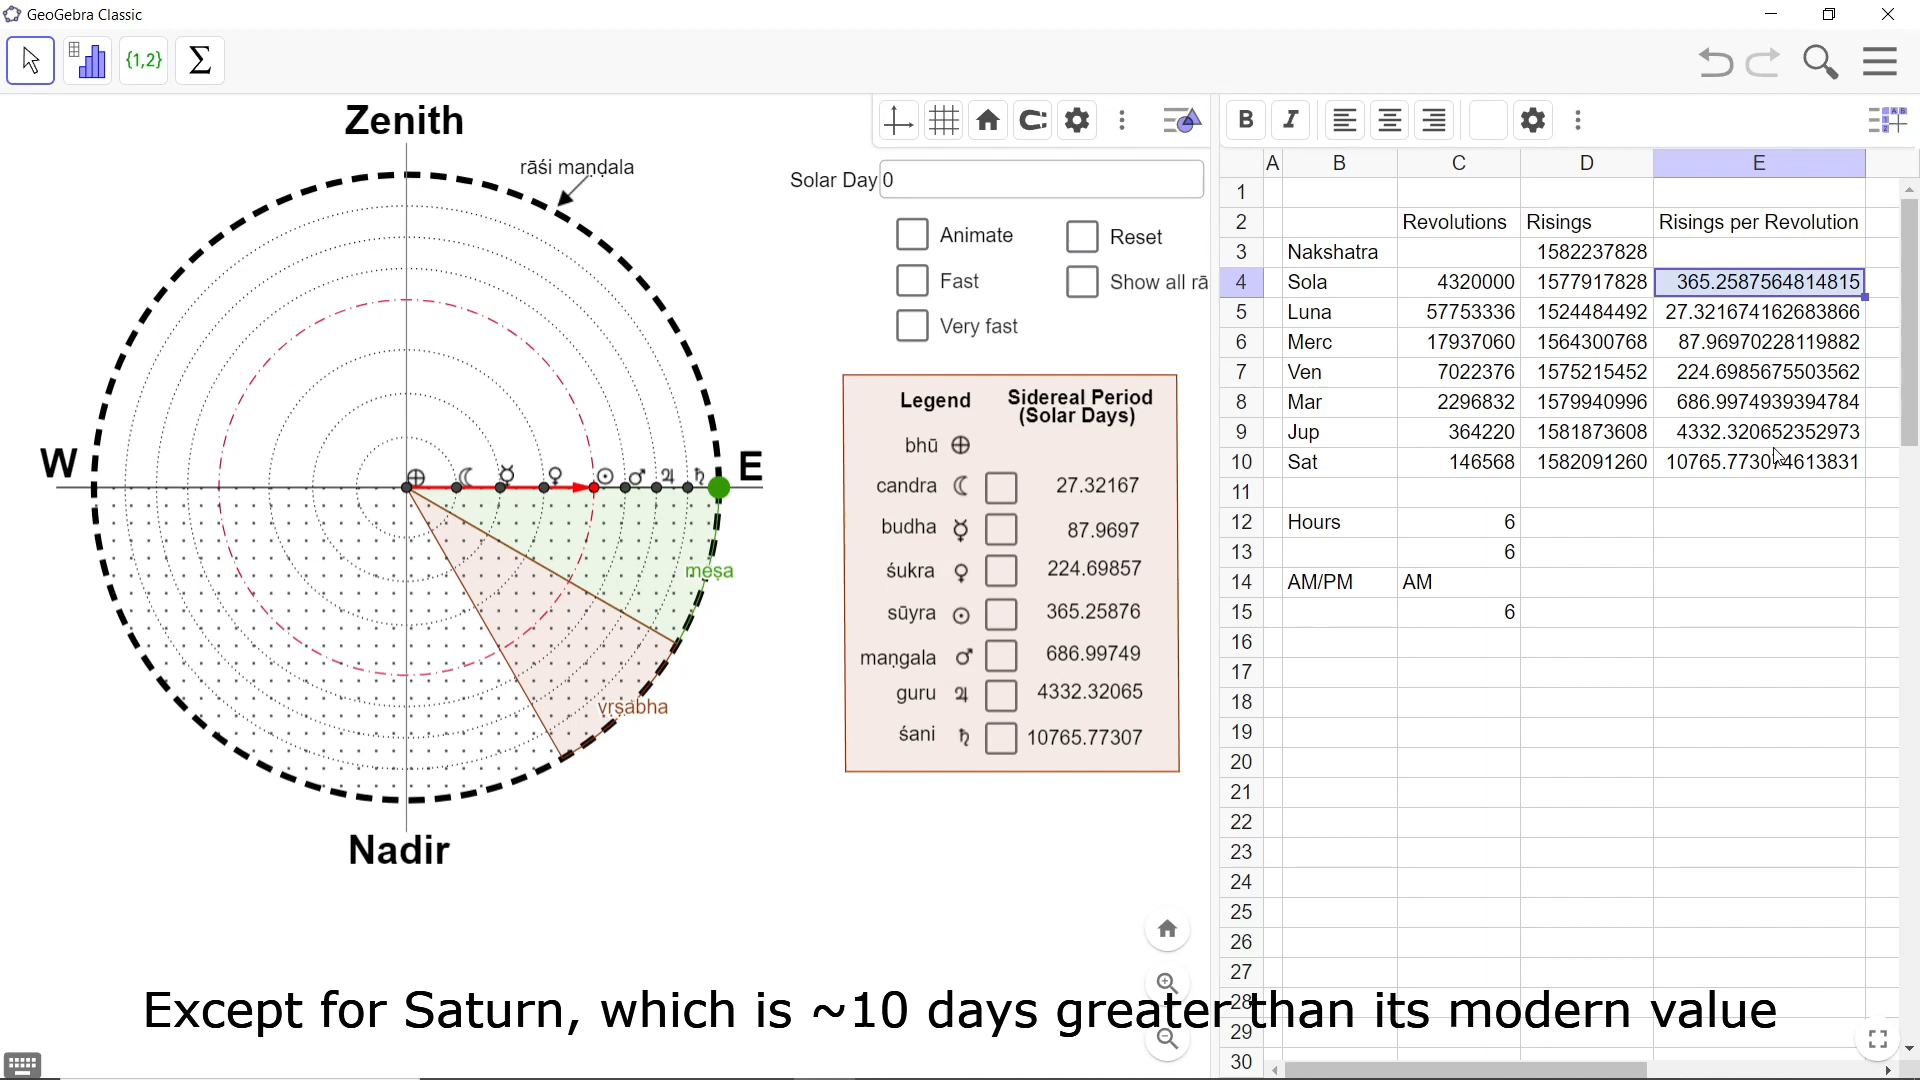 GeoGebra Classic
{1,2}
Σ
B I
Zenith
rāśi maṇḍala
W
E
meṣa
vṛṣabha
Nadir
Solar Day 0
Animate
Reset
Fast
Show all rā
Very fast
Legend Sidereal Period
(Solar Days)
bhū
candra 27.32167
budha 87.9697
śukra 224.69857
sūyra 365.25876
maṇgala 686.99749
guru 4332.32065
śani 10765.77307
A B C D E
1
2 Revolutions Risings Risings per Revolution
3 Nakshatra 1582237828
4 Sola 4320000 1577917828 365.2587564814815
5 Luna 57753336 1524484492 27.321674162683866
6 Merc 17937060 1564300768 87.96970228119882
7 Ven 7022376 1575215452 224.6985675503562
8 Mar 2296832 1579940996 686.9974939394784
9 Jup 364220 1581873608 4332.320652352973
10 Sat 146568 1582091260
11
12 Hours 6
13 6
14 AM/PM AM
15 6
16
17
18
19
20
21
22
23
24
25
26
27
28
29
30
Except for Saturn, which is ~10 days greater than its modern value